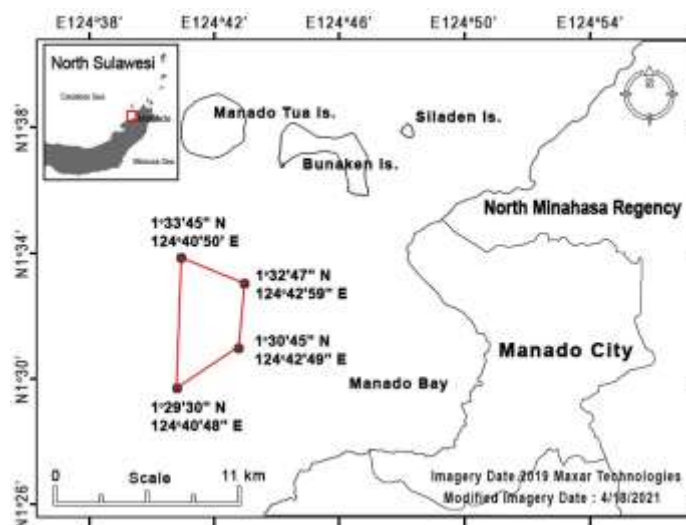 E124°38' E124°42' E124°46' E124°50' E124°54'
North Sulawesi
Manado Tua Is.
Siladen Is.
Bunaken Is.
N1°38'
North Minahasa Regency
1°33'45" N
124°40'50' E
N1°34'
1°32'47" N
124°42'59" E
1°30'45" N
124°42'49" E
Manado City
N1°30'
Manado Bay
1°29'30" N
124°40'48" E
0 Scale 11 km
Imagery Date 2019 Maxar Technologies
Modified Imagery Date : 4/18/2021
N1°26'